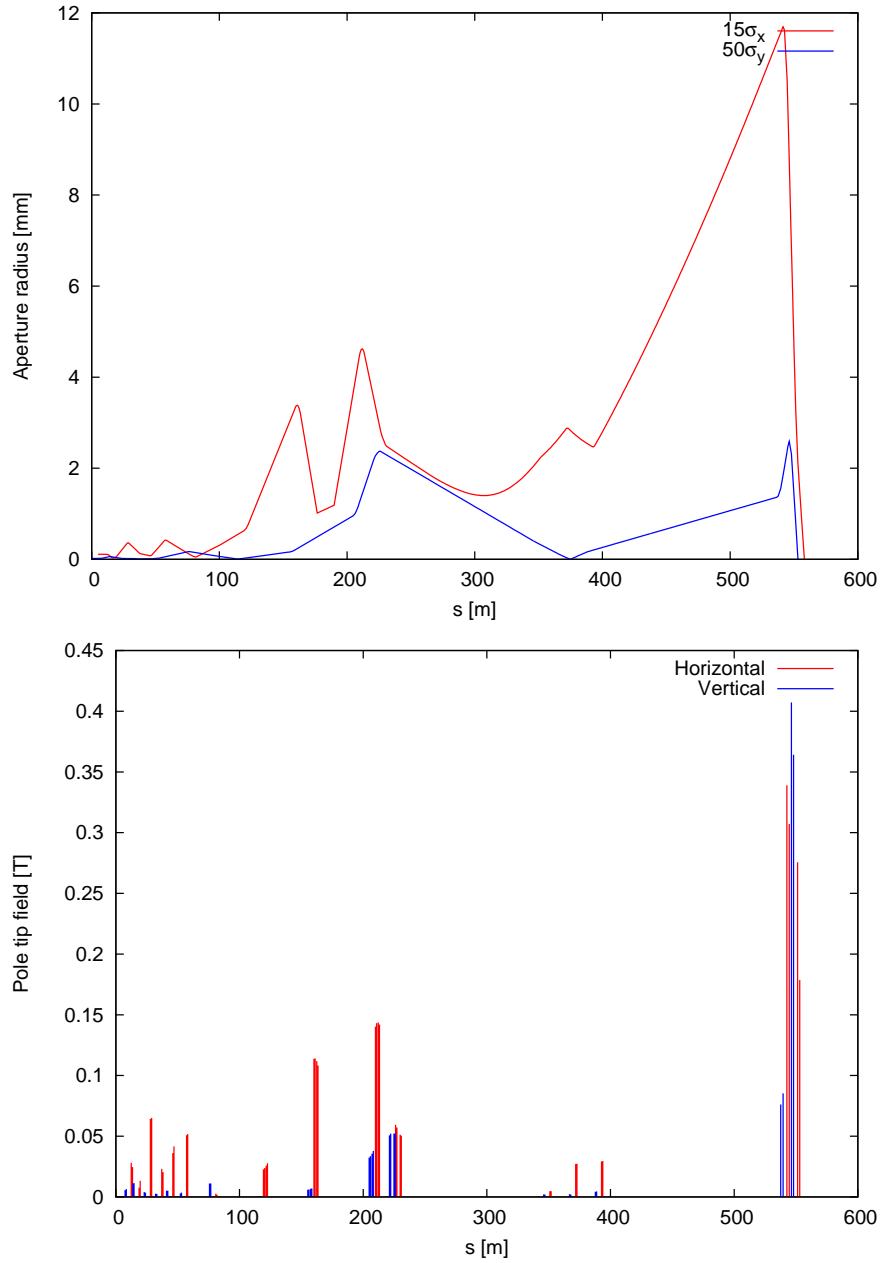 12
10
8
6
4
2
0
0 100 200 300 400 500 600
Aperture radius [mm]
s [m]
15σx
50σy
0.45
0.4
0.35
0.3
0.25
0.2
0.15
0.1
0.05
0
0 100 200 300 400 500 600
Pole tip field [T]
s [m]
Horizontal
Vertical